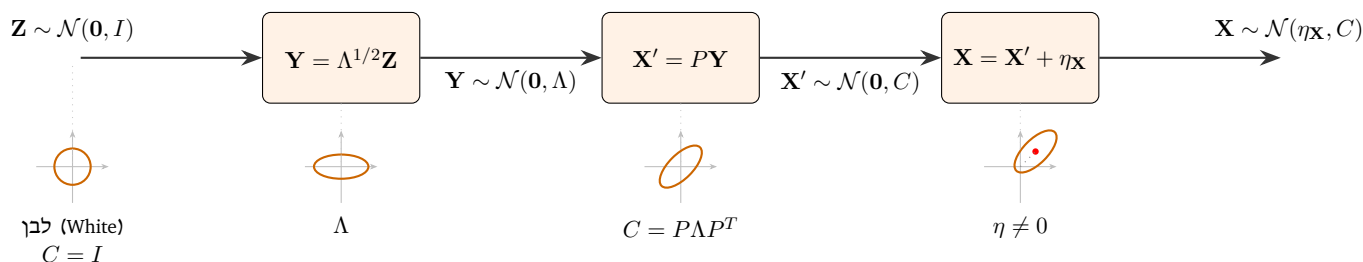 Z ∼ 𝒩(0, I)
Y = Λ^{1/2}Z
Y ∼ 𝒩(0, Λ)
X′ = PY
X′ ∼ 𝒩(0, C)
X = X′ + η_X
X ∼ 𝒩(η_X, C)
לבן (White)
C = I
Λ
C = PΛP^T
η ≠ 0